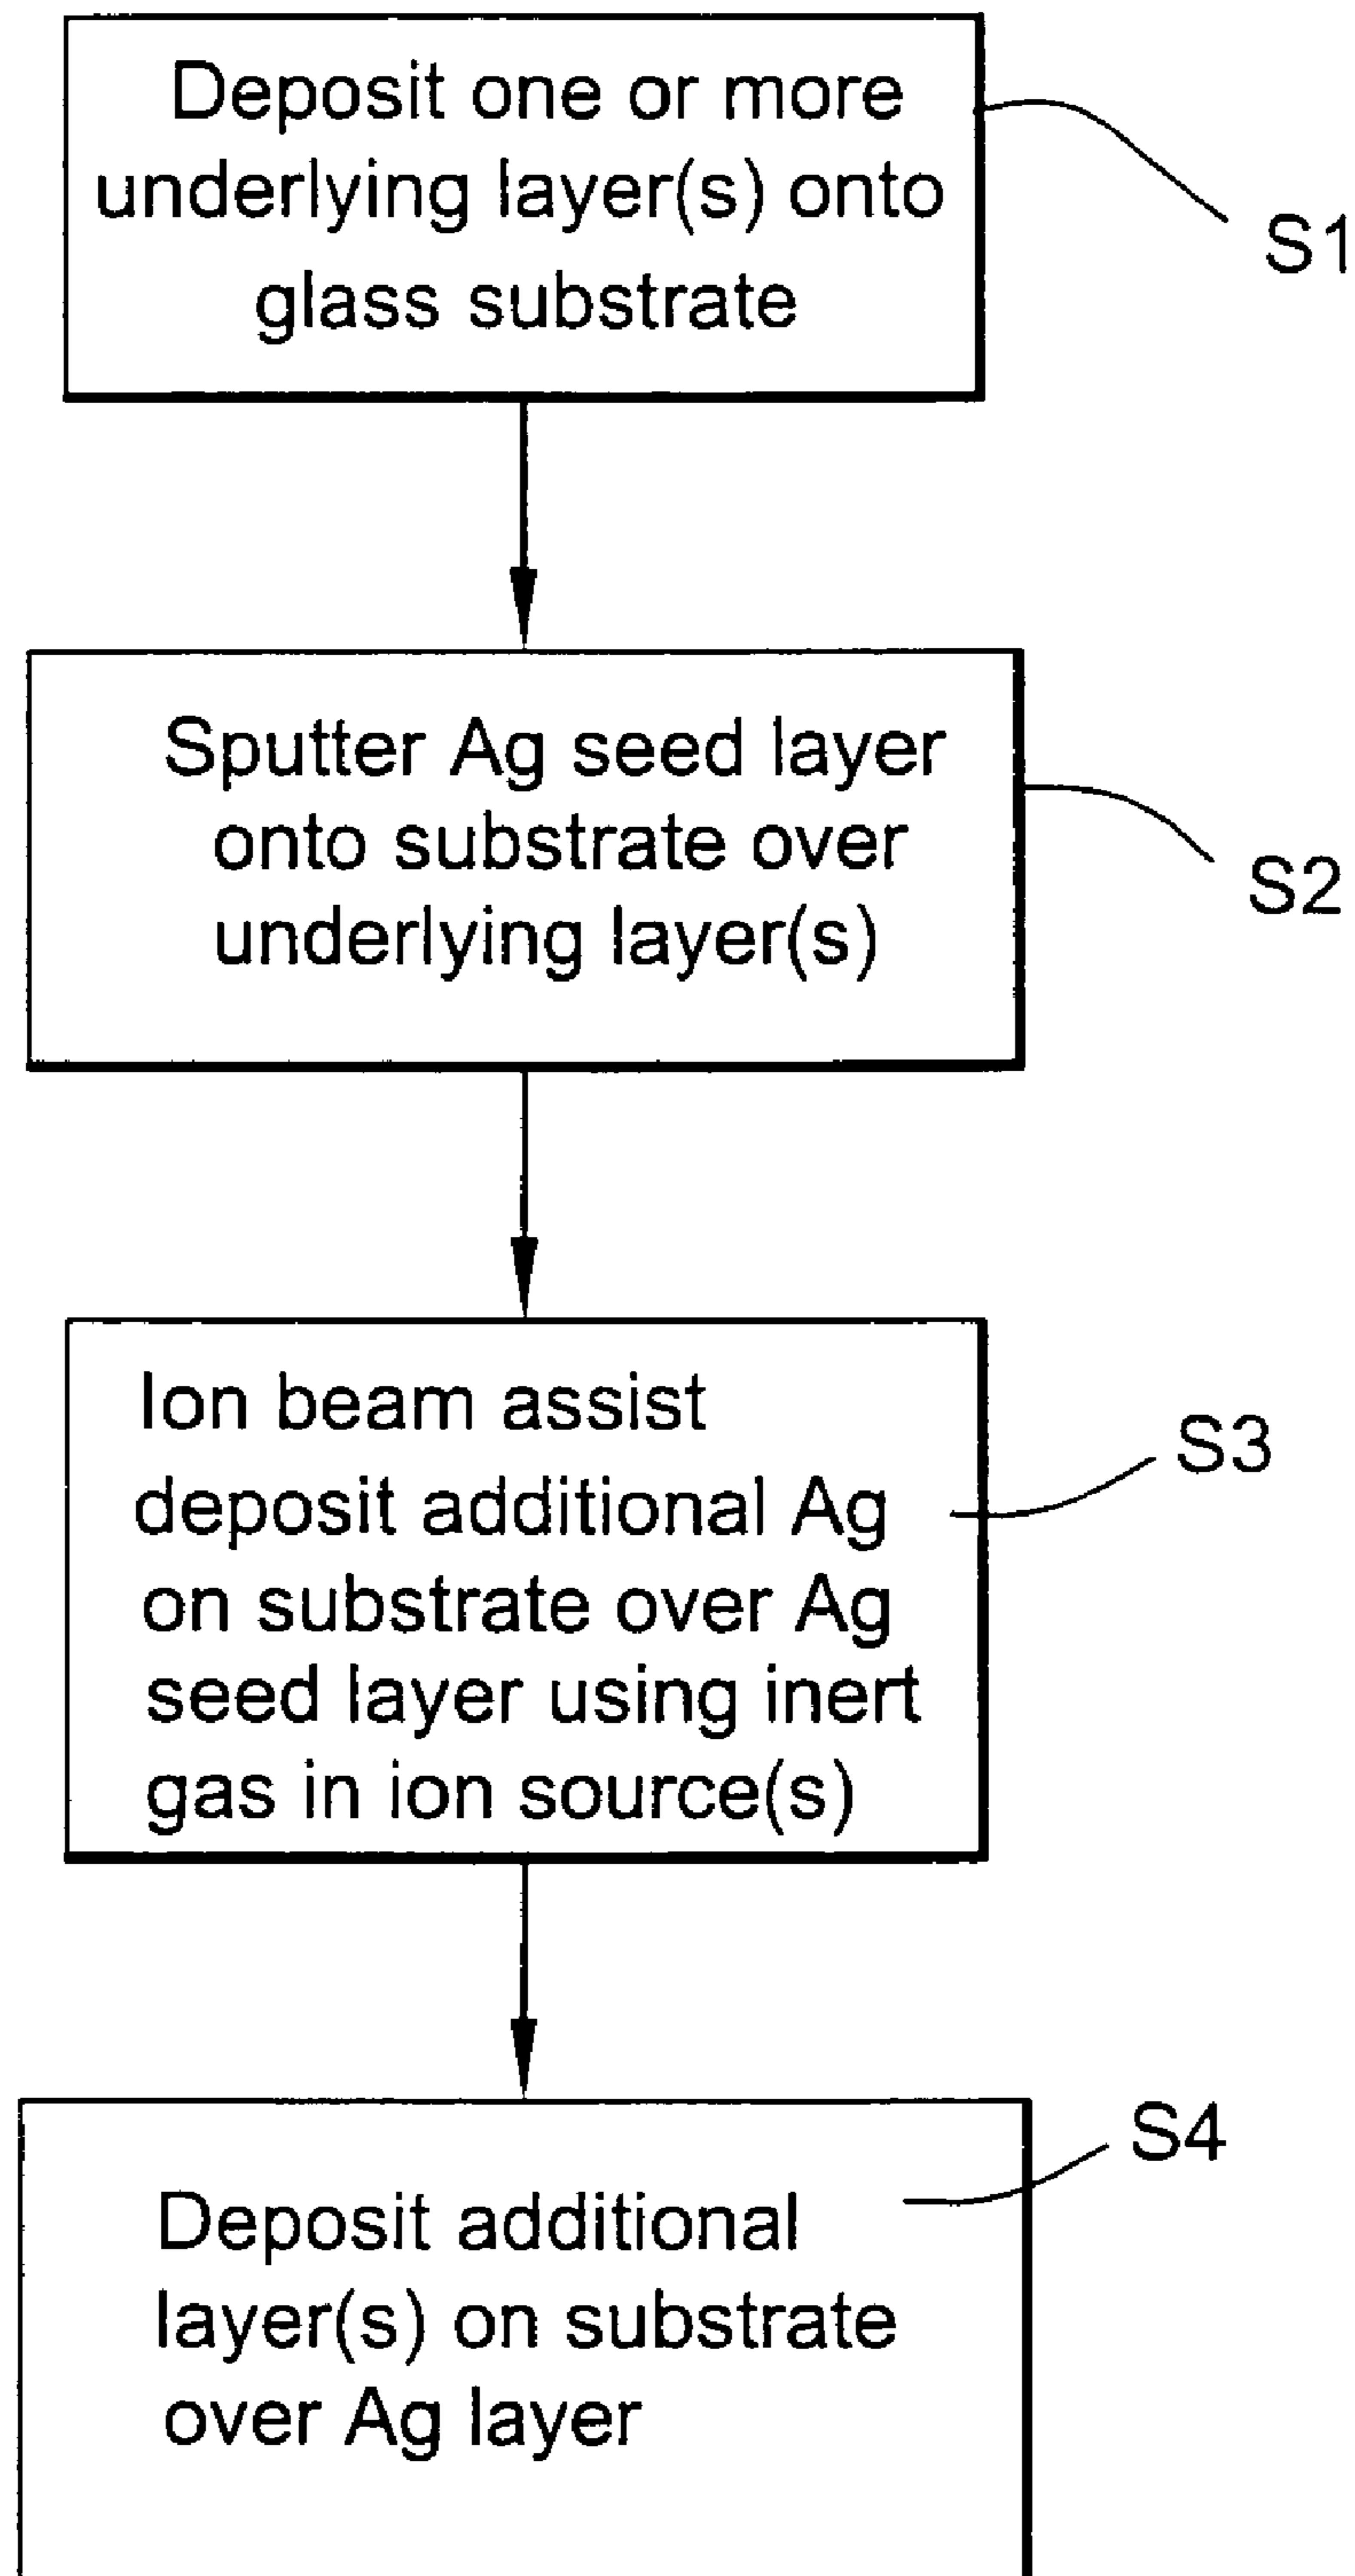 Deposit one or more
underlying layer(s) onto
glass substrate
S1
Sputter Ag seed layer
onto substrate over
underlying layer(s)
S2
Ion beam assist
deposit additional Ag
on substrate over Ag
seed layer using inert
gas in ion source(s)
S3
Deposit additional
layer(s) on substrate
over Ag layer
S4